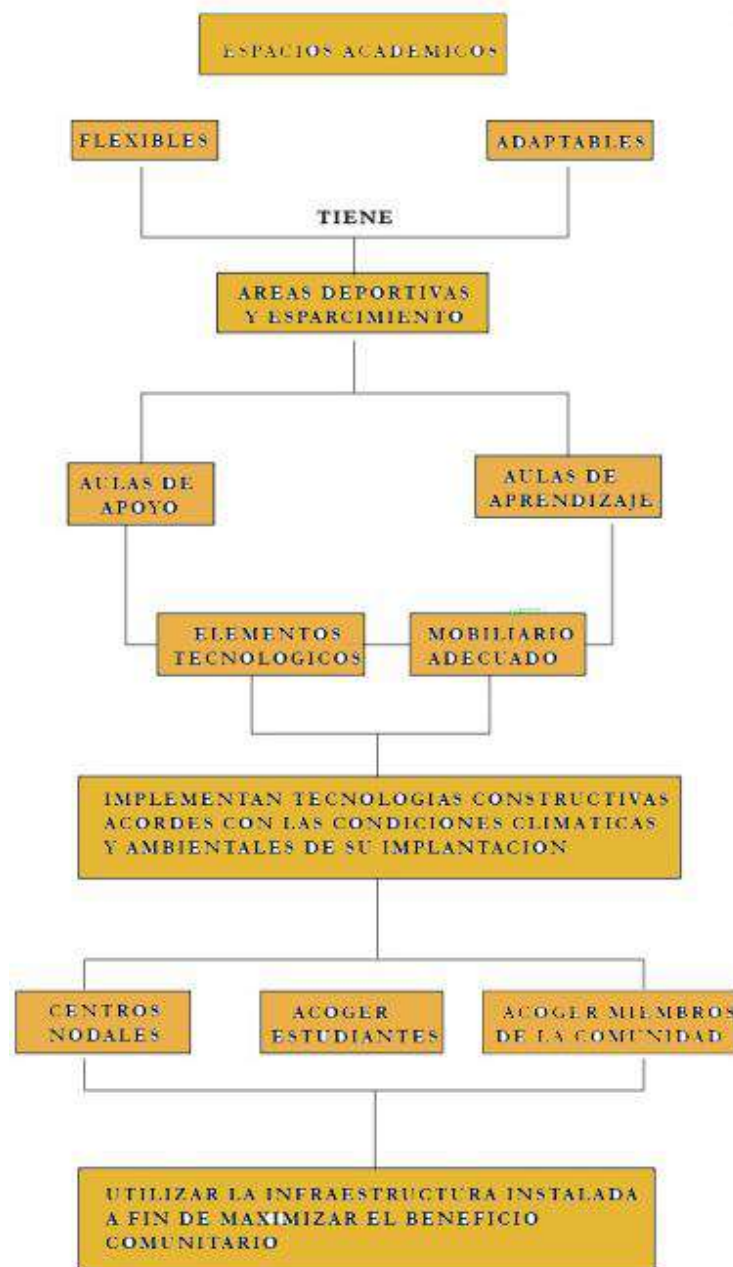 ESPACIOS ACADEMICOS
FLEXIBLES
ADAPTABLES
TIENE
AREAS DEPORTIVAS
Y ESPARCIMIENTO
AULAS DE
APOYO
AULAS DE
APRENDIZAJE
ELEMENTOS
TECNOLOGICOS
MOBILIARIO
ADECUADO
IMPLEMENTAN TECNOLOGIAS CONSTRUCTIVAS
ACORDES CON LAS CONDICIONES CLIMATICAS
Y AMBIENTALES DE SU IMPLANTACION
CENTROS
NODALES
ACOGER
ESTUDIANTES
ACOGER MIEMBROS
DE LA COMUNIDAD
UTILIZAR LA INFRAESTRUCTURA INSTALADA
A FIN DE MAXIMIZAR EL BENEFICIO
COMUNITARIO